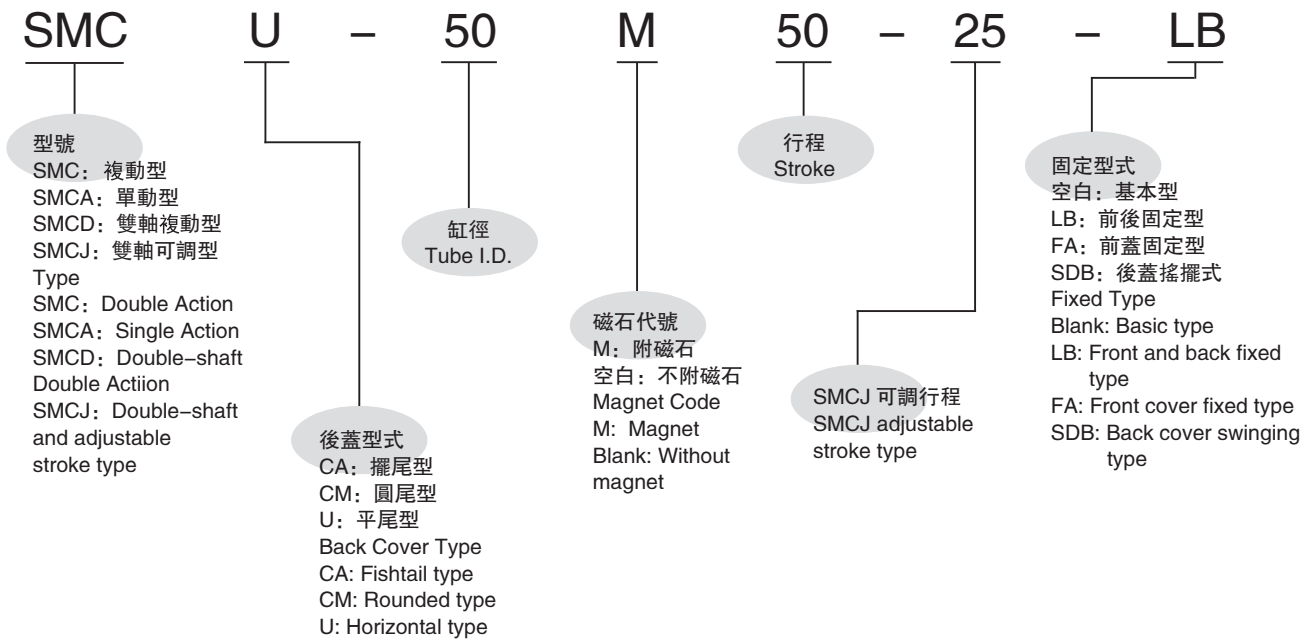 SMC U – 50 M 50 – 25 – LB
型號
SMC：複動型
SMCA：單動型
SMCD：雙軸複動型
SMCJ：雙軸可調型
Type
SMC：Double Action
SMCA：Single Action
SMCD：Double–shaft
Double Actiion
SMCJ：Double–shaft
and adjustable
stroke type
後蓋型式
CA：擺尾型
CM：圓尾型
U：平尾型
Back Cover Type
CA: Fishtail type
CM: Rounded type
U: Horizontal type
缸徑
Tube I.D.
磁石代號
M：附磁石
空白：不附磁石
Magnet Code
M: Magnet
Blank: Without
magnet
行程
Stroke
SMCJ 可調行程
SMCJ adjustable
stroke type
固定型式
空白：基本型
LB：前後固定型
FA：前蓋固定型
SDB：後蓋搖擺式
Fixed Type
Blank: Basic type
LB: Front and back fixed
type
FA: Front cover fixed type
SDB: Back cover swinging
type